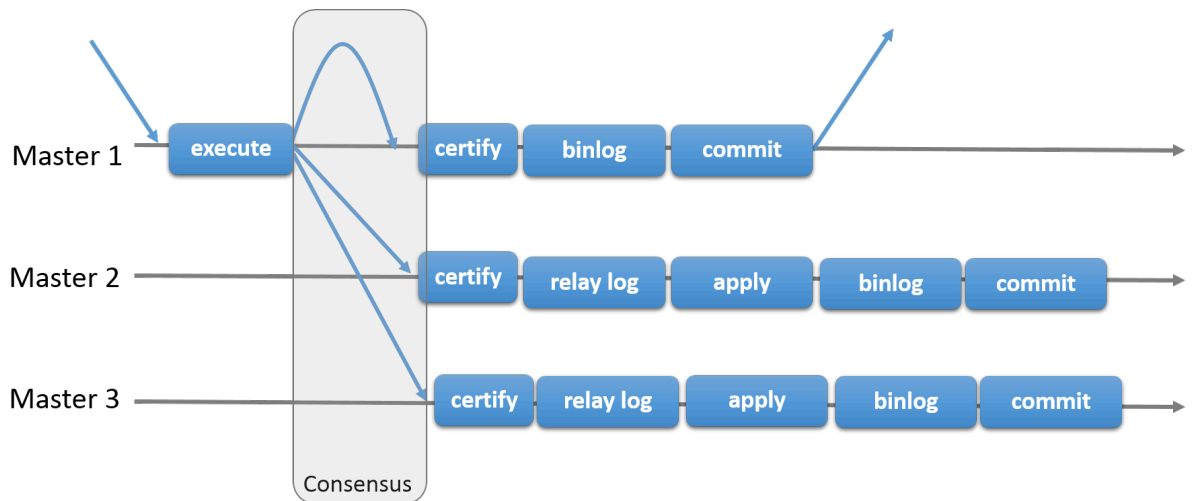 Master 1
execute
certify
binlog
commit
Master 2
certify
relay log
apply
binlog
commit
Master 3
certify
relay log
apply
binlog
commit
Consensus